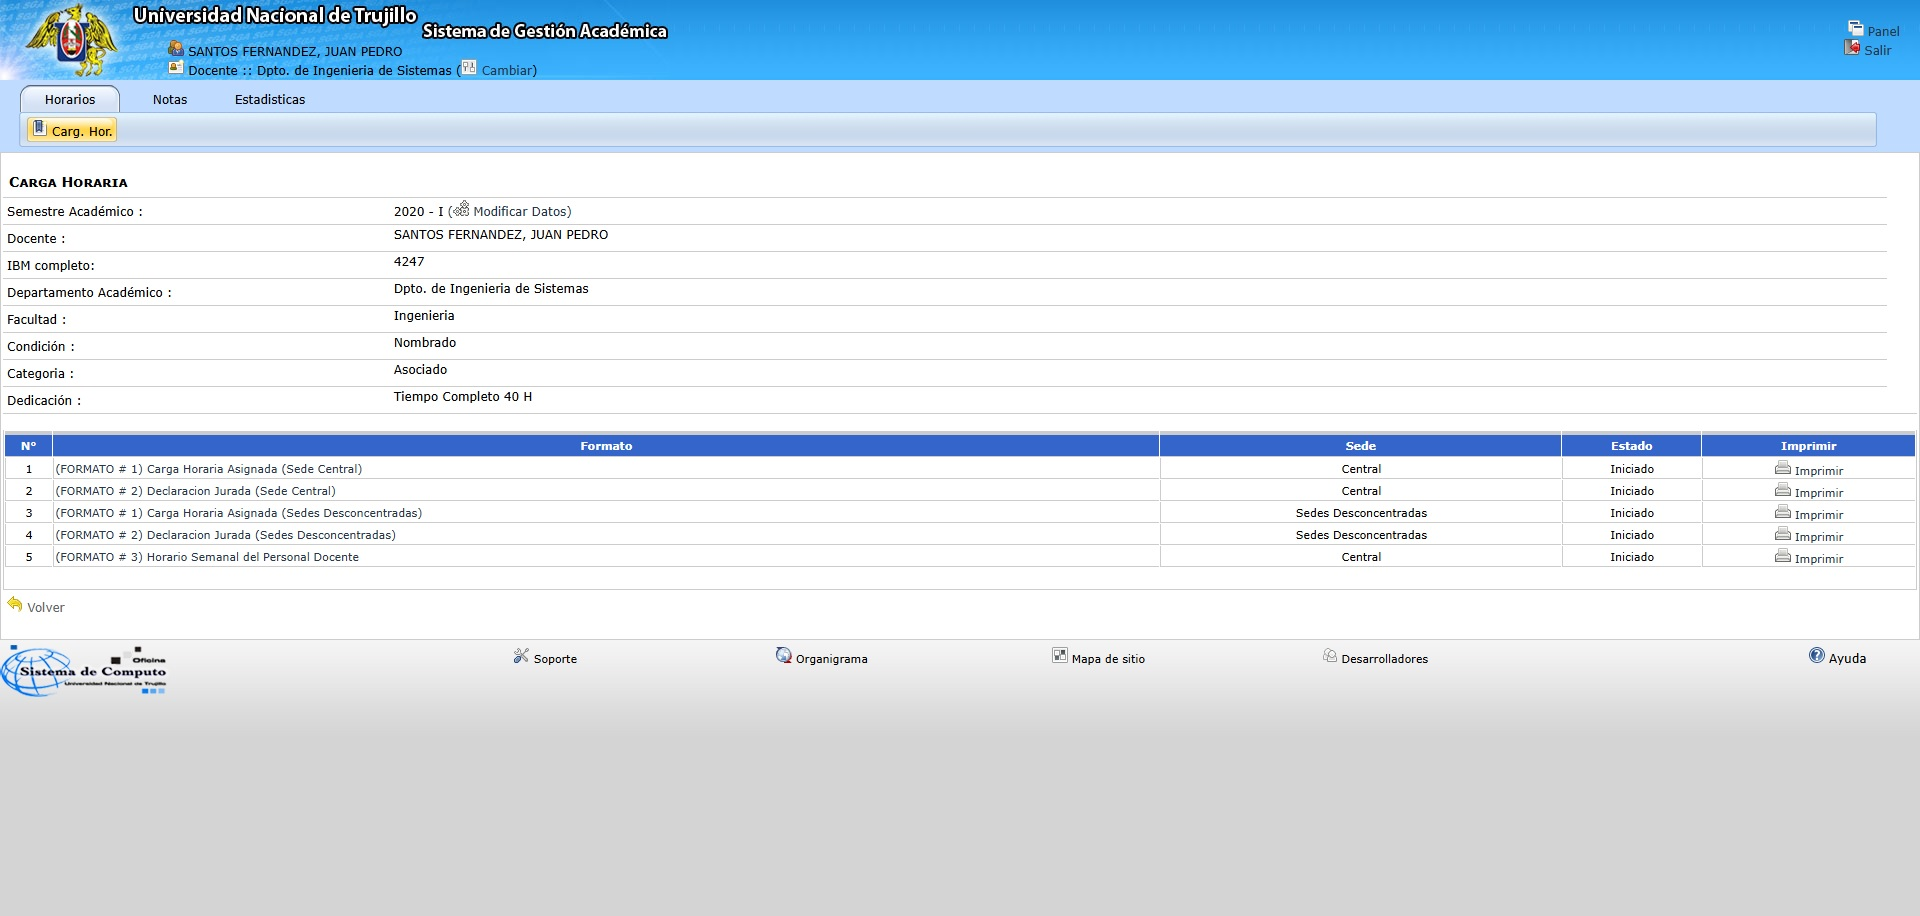 Universidad Nacional de Trujillo
Sistema de Gestión Académica
SANTOS FERNANDEZ, JUAN PEDRO
Docente :: Dpto. de Ingenieria de Sistemas ( Cambiar)
Panel
Salir
Horarios Notas Estadisticas
Carg. Hor.
CARGA HORARIA
Semestre Académico : 2020 - I ( Modificar Datos)
Docente : SANTOS FERNANDEZ, JUAN PEDRO
IBM completo: 4247
Departamento Académico : Dpto. de Ingenieria de Sistemas
Facultad : Ingenieria
Condición : Nombrado
Categoria : Asociado
Dedicación : Tiempo Completo 40 H
N° Formato Sede Estado Imprimir
1 (FORMATO # 1) Carga Horaria Asignada (Sede Central) Central Iniciado Imprimir
2 (FORMATO # 2) Declaracion Jurada (Sede Central) Central Iniciado Imprimir
3 (FORMATO # 1) Carga Horaria Asignada (Sedes Desconcentradas) Sedes Desconcentradas Iniciado Imprimir
4 (FORMATO # 2) Declaracion Jurada (Sedes Desconcentradas) Sedes Desconcentradas Iniciado Imprimir
5 (FORMATO # 3) Horario Semanal del Personal Docente Central Iniciado Imprimir
Volver
Oficina
Sistema de Computo
Universidad Nacional de Trujillo
Soporte Organigrama Mapa de sitio Desarrolladores Ayuda